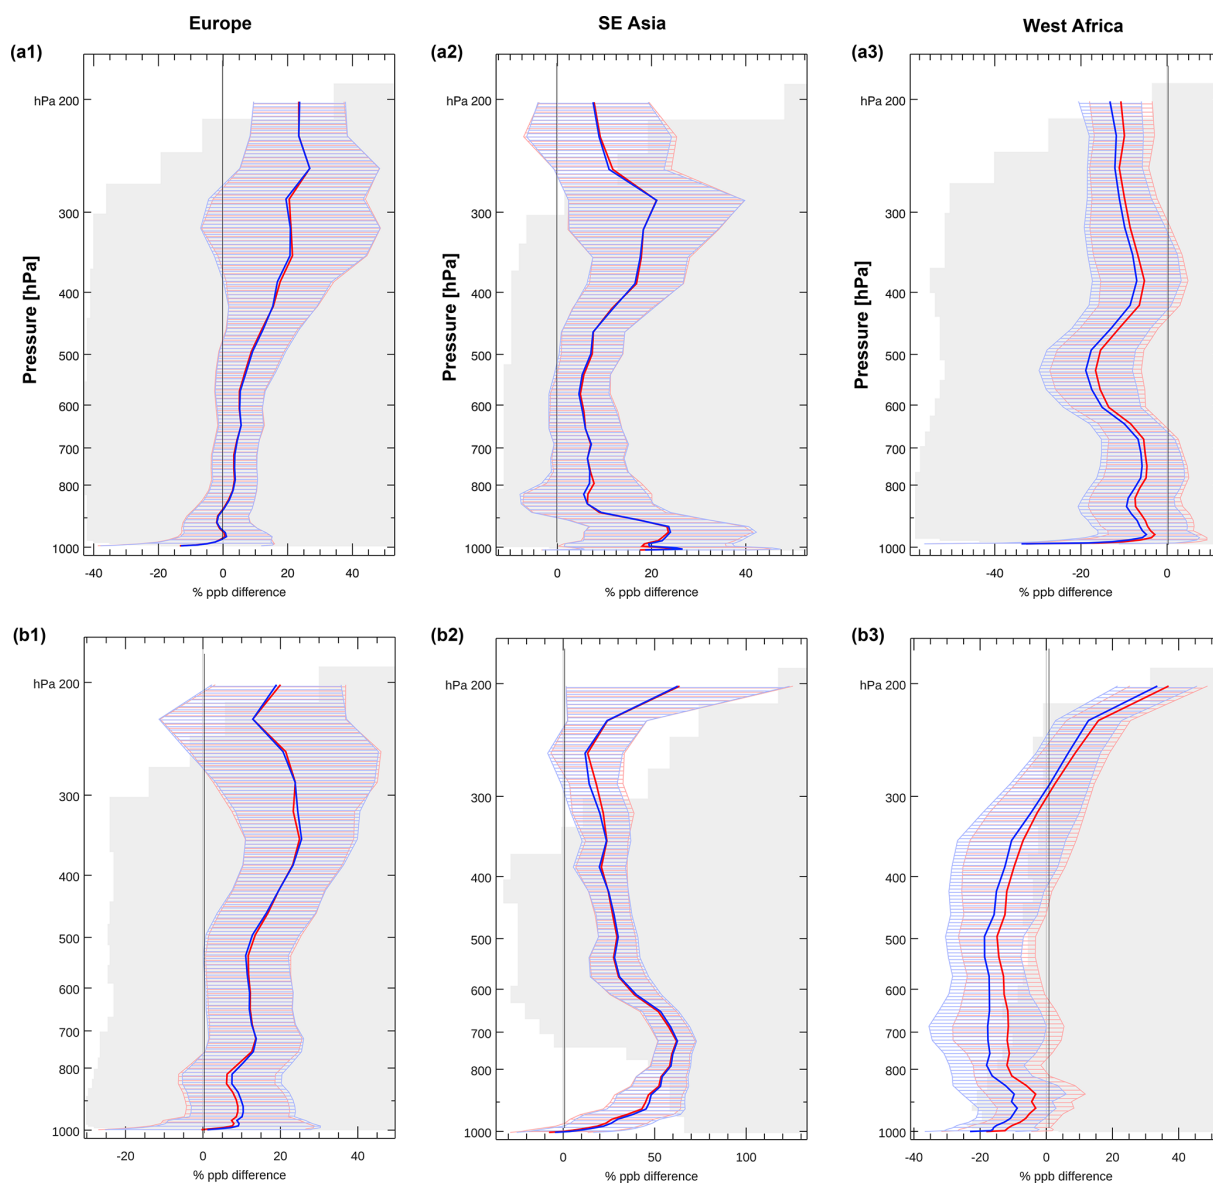 Europe
SE Asia
West Africa
(a1)
(a2)
(a3)
hPa 200
300
400
500
600
700
800
1000
Pressure [hPa]
-40
-20
0
20
40
% ppb difference
hPa 200
300
400
500
600
700
800
1000
Pressure [hPa]
0
20
40
% ppb difference
hPa 200
300
400
500
600
700
800
1000
Pressure [hPa]
-40
-20
0
% ppb difference
(b1)
(b2)
(b3)
200
300
400
500
600
700
800
1000
-20
0
20
40
% ppb difference
hPa 200
300
400
500
600
700
800
1000
0
50
100
% ppb difference
hPa 200
300
400
500
600
700
800
1000
-40
-20
0
20
40
% ppb difference